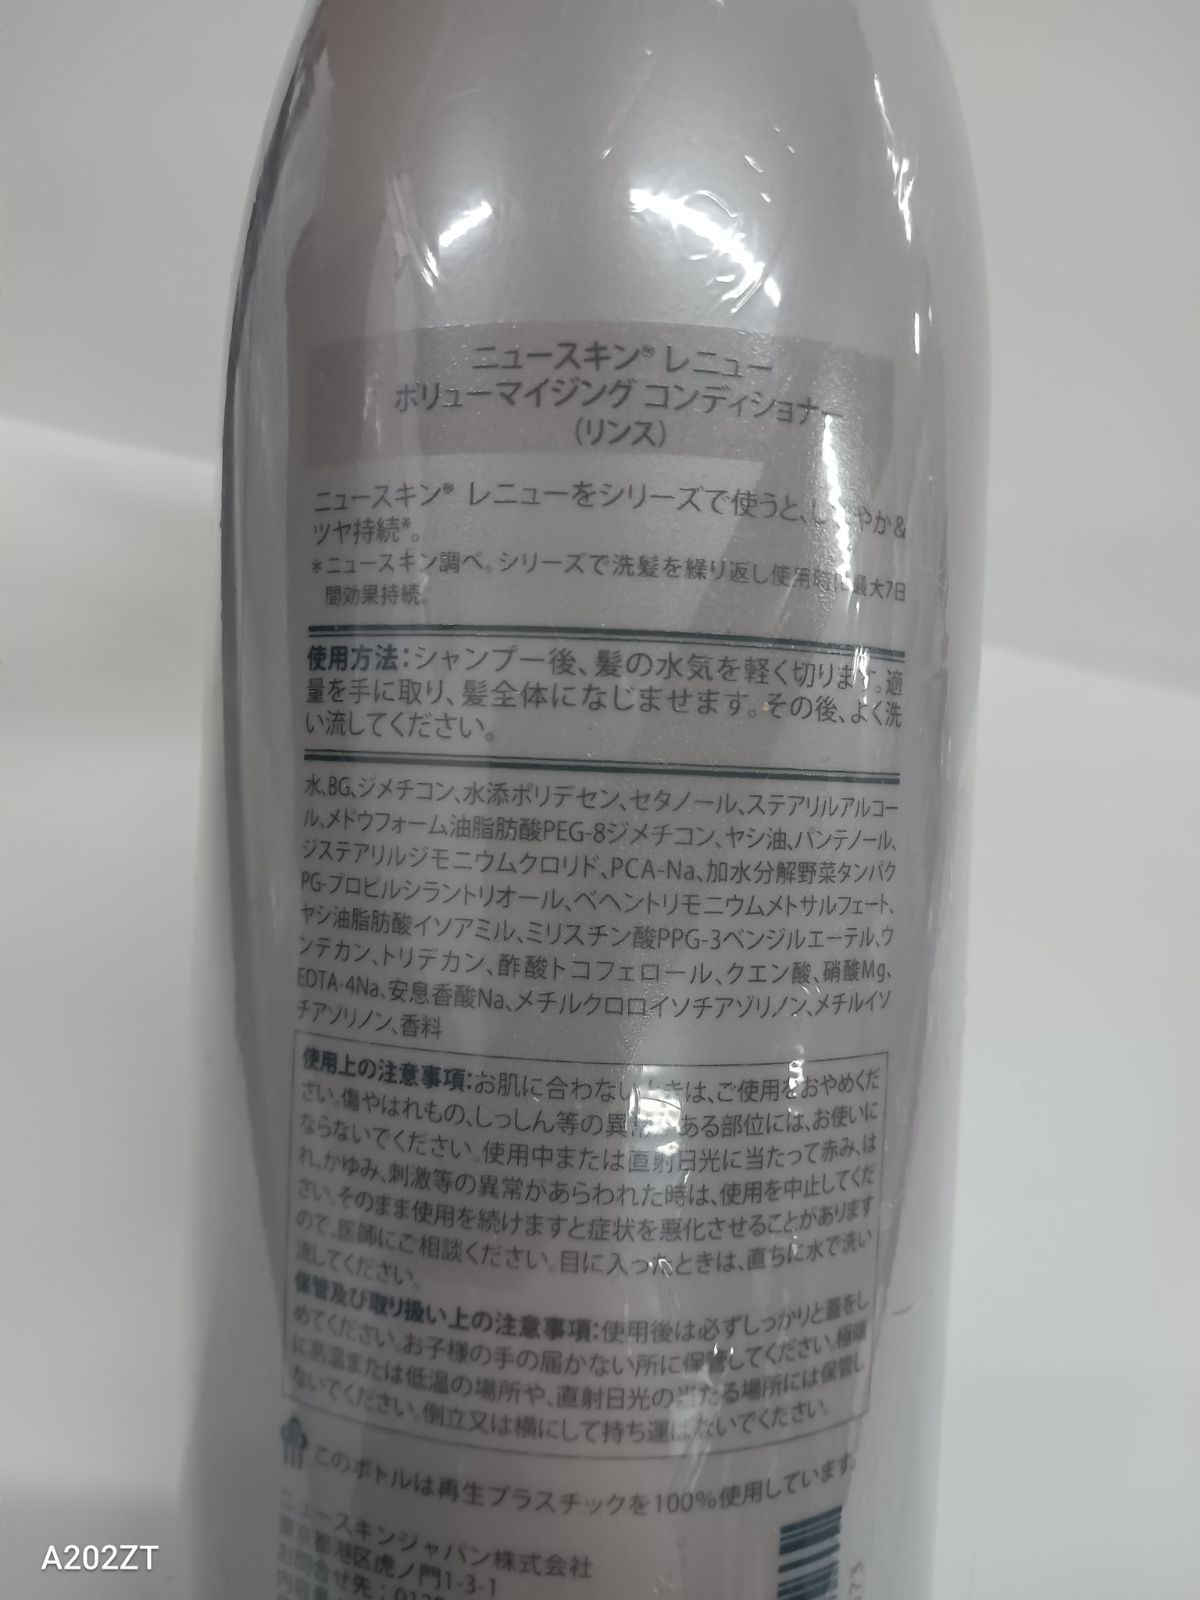 ニュースキン® レニュー
ボリューマイジング コンディショナー
(リンス)
ニュースキン® レニューをシリーズで使うと、し やか&
ツヤ持続*。
*ニュースキン調べ。シリーズで洗髪を繰り返し使用時に最大7日
間効果持続。
使用方法:シャンプー後、髪の水気を軽く切ります。適
量を手に取り、髪全体になじませます。その後、よく洗
い流してください。
水、BG、ジメチコン、水添ポリデセン、セタノール、ステアリルアルコー
ル、メドウフォーム油脂肪酸PEG-8ジメチコン、ヤシ油、パンテノール、
ジステアリルジモニウムクロリド、PCA-Na、加水分解野菜タンパク
PG-プロピルシラントリオール、ベヘントリモニウムメトサルフェート、
ヤシ油脂肪酸イソアミル、ミリスチン酸PPG-3ベンジルエーテル、ウ
ンデカン、トリデカン、酢酸トコフェロール、クエン酸、硝酸Mg、
EDTA-4Na、安息香酸Na、メチルクロロイソチアゾリノン、メチルイソ
チアゾリノン、香料
使用上の注意事項:お肌に合わないときは、ご使用をおやめくだ
さい。傷やはれもの、しっしん等の異常がある部位には、お使いに
ならないでください。使用中または直射日光に当たって赤み、は
れ、かゆみ、刺激等の異常があらわれた時は、使用を中止してくだ
さい。そのまま使用を続けますと症状を悪化させることがあります
ので、医師にご相談ください。目に入ったときは、直ちに水で洗い
流してください。
保管及び取り扱い上の注意事項:使用後は必ずしっかりと蓋をし
めてください。お子様の手の届かない所に保管してください。極端
に高温または低温の場所や、直射日光の当たる場所には保管し
ないでください。倒立又は横にして持ち運ばないでください。
このボトルは再生プラスチックを100%使用しています。
ニュースキンジャパン株式会社
東京都港区虎ノ門1-3-1
お問合せ先:
内容量
A202ZT